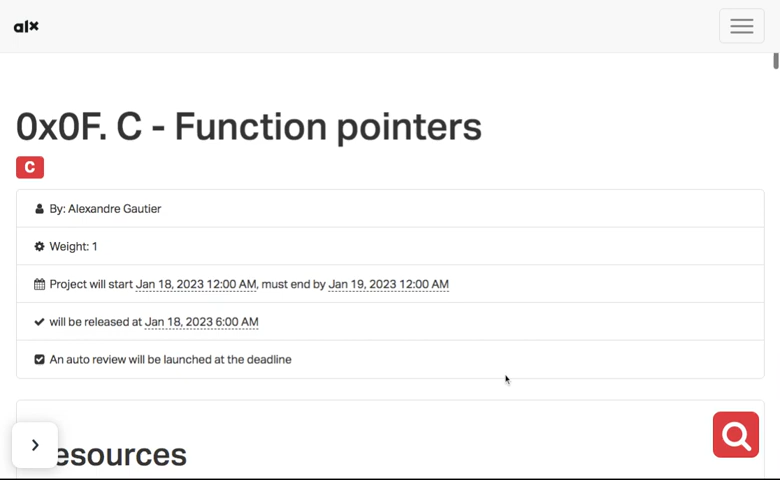 alx
0x0F. C - Function pointers
C
By: Alexandre Gautier
Weight: 1
Project will start Jan 18, 2023 12:00 AM, must end by Jan 19, 2023 12:00 AM
will be released at Jan 18, 2023 6:00 AM
An auto review will be launched at the deadline
esources